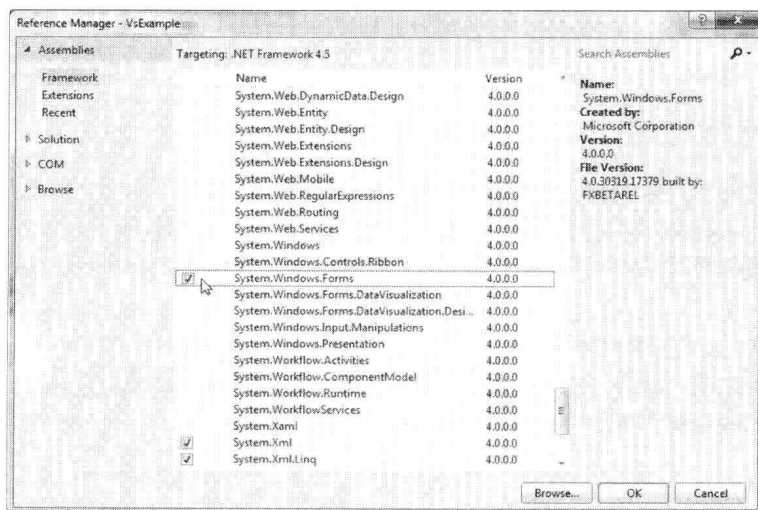 Reference Manager - VsExample
Assemblies
Framework
Extensions
Recent
Solution
COM
Browse
Targeting: .NET Framework 4.5
Search Assemblies
Name Version
System.Web.DynamicData.Design 4.0.0.0
System.Web.Entity 4.0.0.0
System.Web.Entity.Design 4.0.0.0
System.Web.Extensions 4.0.0.0
System.Web.Extensions.Design 4.0.0.0
System.Web.Mobile 4.0.0.0
System.Web.RegularExpressions 4.0.0.0
System.Web.Routing 4.0.0.0
System.Web.Services 4.0.0.0
System.Windows 4.0.0.0
System.Windows.Controls.Ribbon 4.0.0.0
System.Windows.Forms 4.0.0.0
System.Windows.Forms.DataVisualization 4.0.0.0
System.Windows.Forms.DataVisualization.Desi... 4.0.0.0
System.Windows.Input.Manipulations 4.0.0.0
System.Windows.Presentation 4.0.0.0
System.Workflow.Activities 4.0.0.0
System.Workflow.ComponentModel 4.0.0.0
System.Workflow.Runtime 4.0.0.0
System.WorkflowServices 4.0.0.0
System.Xaml 4.0.0.0
System.Xml 4.0.0.0
System.Xml.Linq 4.0.0.0
Name:
System.Windows.Forms
Created by:
Microsoft Corporation
Version:
4.0.0.0
File Version:
4.0.30319.17379 built by:
FXBETAREL
Browse... OK Cancel